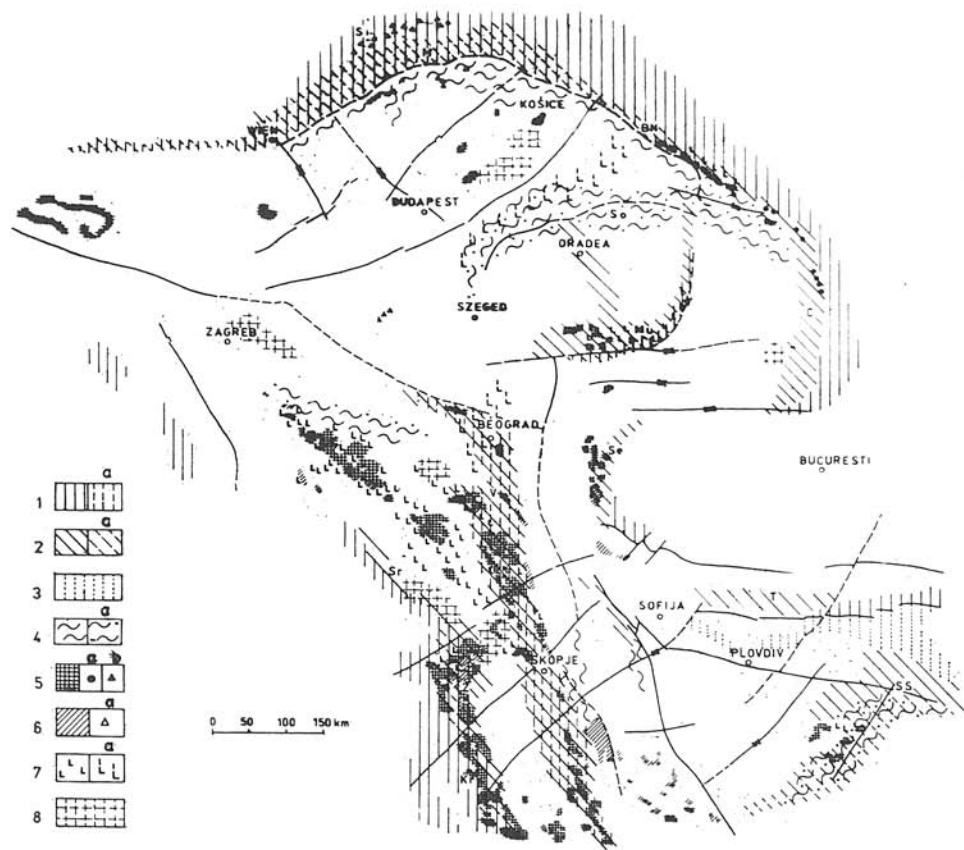 S
M
KOŠICE
WIEN
BN
BUDAPEST
So
ORADEA
SZEGED
C
ZAGREB
Mu
BEOGRAD
Se
BUCURESTI
V
a
1
a
2
Sr
3
SOFIJA
T
a
4
a b
5
SKOPJE
PLOVDIV
SS
a
6
0 50 100 150 km
a
7
8